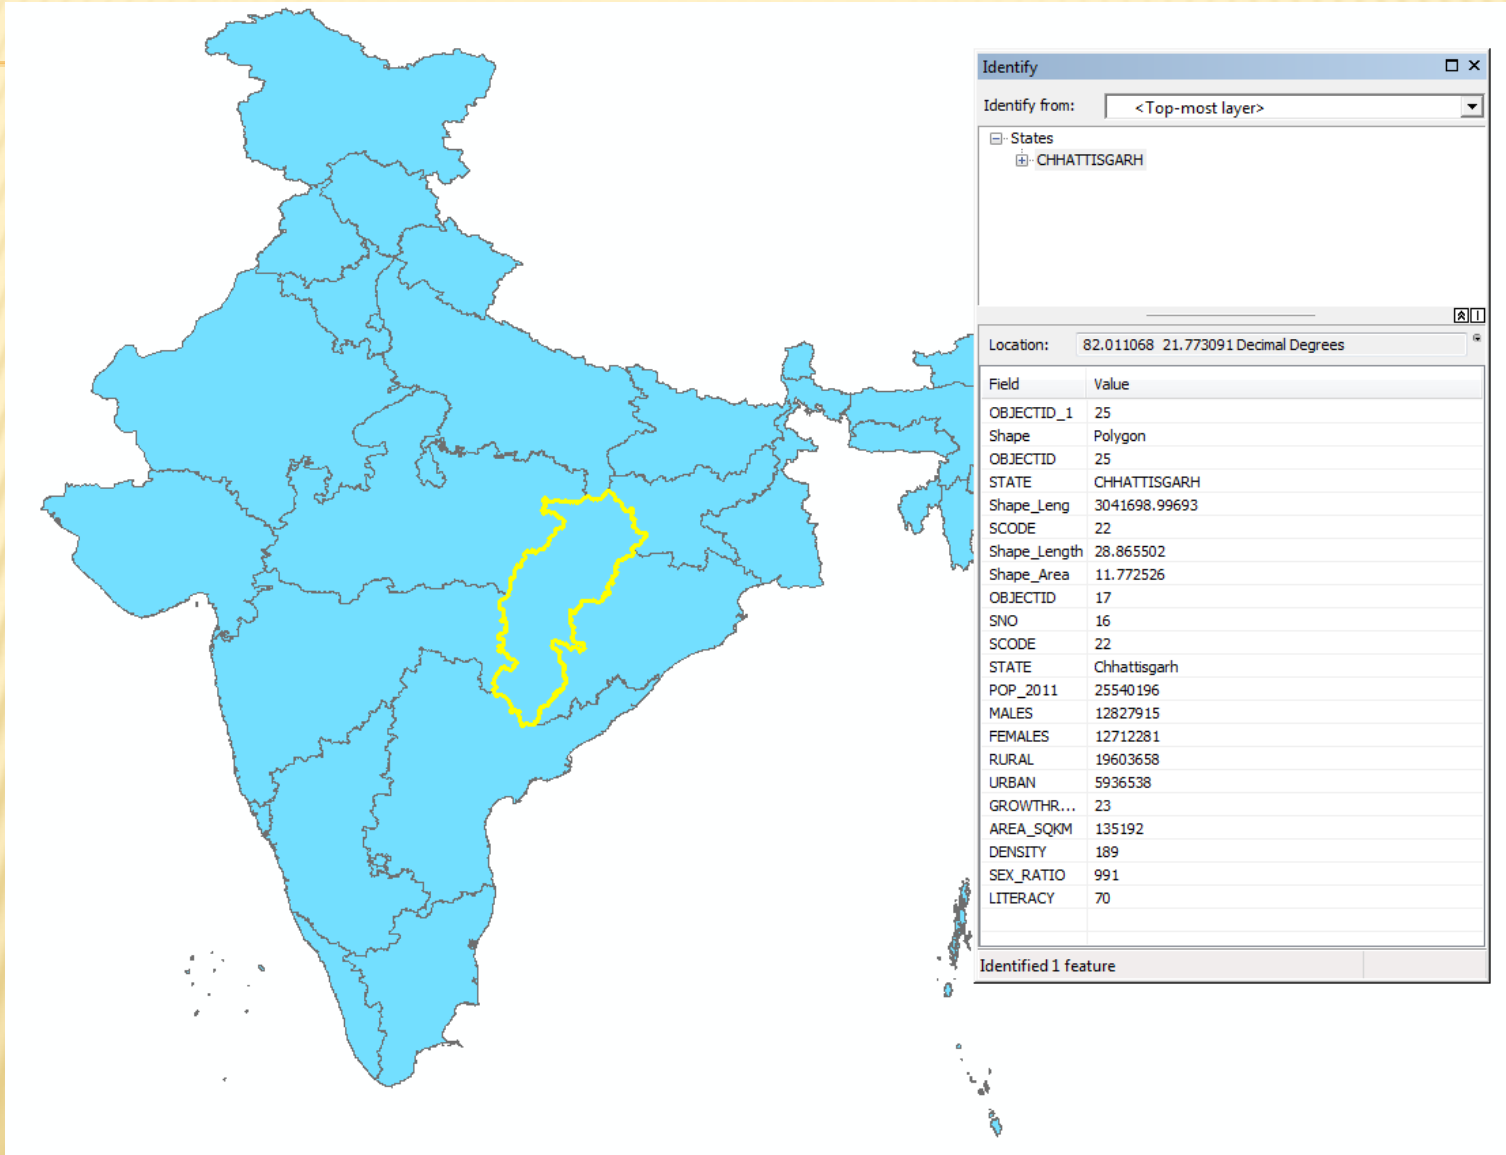 Identify
Identify from: <Top-most layer>
States
CHHATTISGARH
Location: 82.011068 21.773091 Decimal Degrees
Field Value
OBJECTID_1 25
Shape Polygon
OBJECTID 25
STATE CHHATTISGARH
Shape_Leng 3041698.99693
SCODE 22
Shape_Length 28.865502
Shape_Area 11.772526
OBJECTID 17
SNO 16
SCODE 22
STATE Chhattisgarh
POP_2011 25540196
MALES 12827915
FEMALES 12712281
RURAL 19603658
URBAN 5936538
GROWTHR... 23
AREA_SQKM 135192
DENSITY 189
SEX_RATIO 991
LITERACY 70
Identified 1 feature